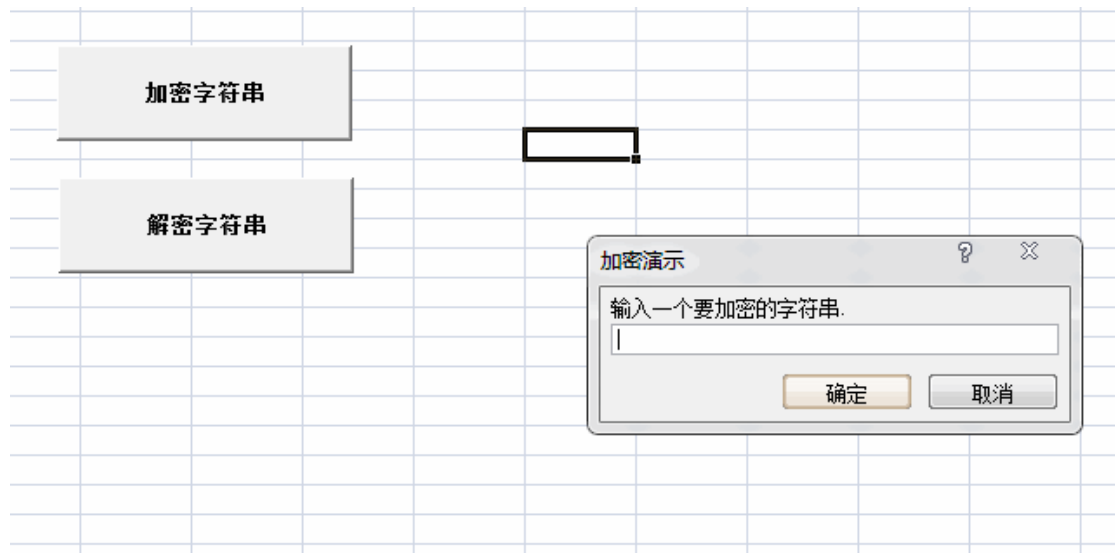 加密字符串
解密字符串
加密演示
输入一个要加密的字符串.
确定
取消